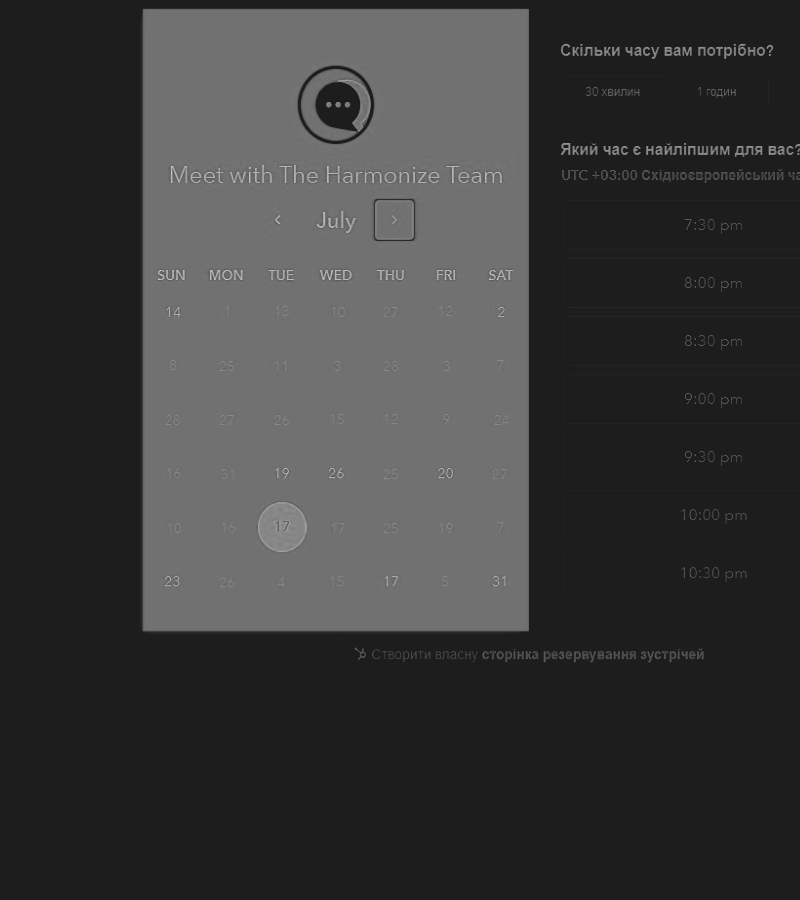 Meet with The Harmonize Team
July
SUN MON TUE WED THU FRI SAT
14 1 13 10 27 12 2
8 25 11 3 28 3 7
28 27 26 15 12 9 24
16 31 19 26 25 20 27
10 16 17 17 25 19 7
23 26 4 15 17 5 31
Скільки часу вам потрібно?
30 хвилин 1 годин
Який час є найліпшим для вас?
UTC +03:00 Східноєвропейський ча
7:30 pm
8:00 pm
8:30 pm
9:00 pm
9:30 pm
10:00 pm
10:30 pm
Створити власну сторінка резервування зустрічей